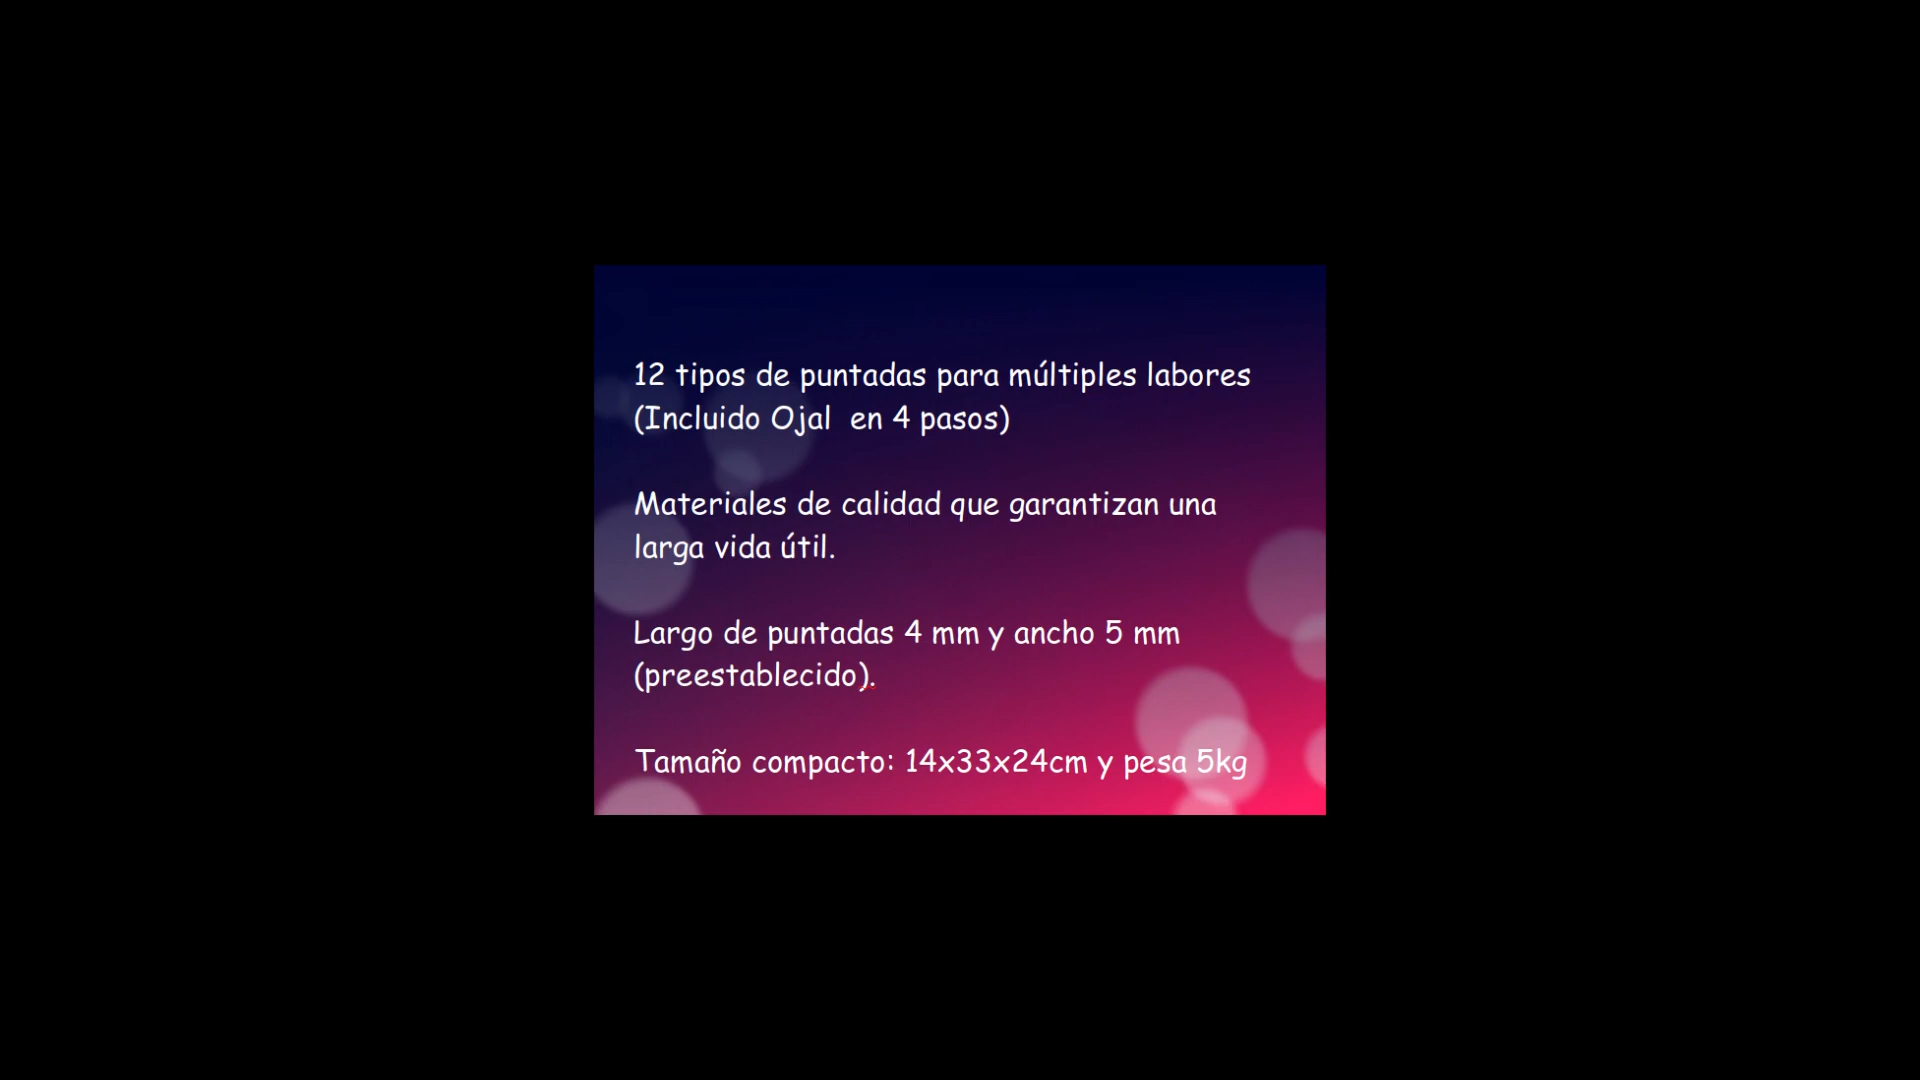 12 tipos de puntadas para múltiples labores
(Incluido Ojal  en 4 pasos)
Materiales de calidad que garantizan una
larga vida útil.
Largo de puntadas 4 mm y ancho 5 mm
(preestablecido).
Tamaño compacto: 14x33x24cm y pesa 5kg